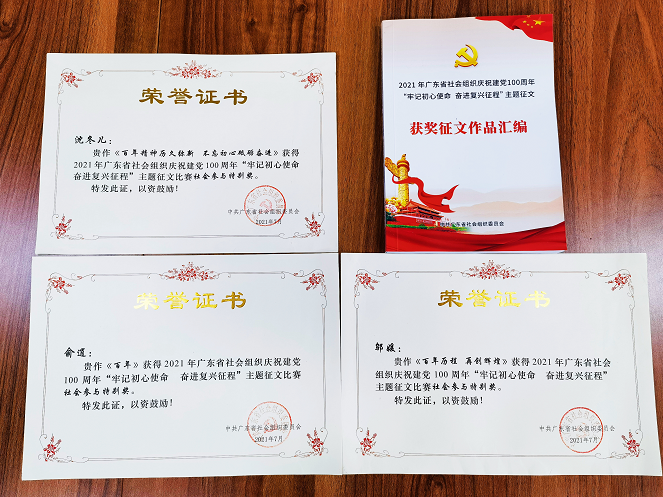 荣誉证书
沈冬儿：
贵作《百年精神历久弥新 不忘初心砥砺奋进》获得
2021年广东省社会组织庆祝建党100周年“牢记初心使命
奋进复兴征程”主题征文比赛社会参与特别奖。
特发此证，以资鼓励！
中共广东省社会组织委员会
2021年7月
2021年广东省社会组织庆祝建党100周年
“牢记初心使命 奋进复兴征程”主题征文
获奖征文作品汇编
广东省社会组织委员会
荣誉证书
俞道：
贵作《百年》获得2021年广东省社会组织庆祝建党
100周年“牢记初心使命 奋进复兴征程”主题征文比赛
社会参与特别奖。
特发此证，以资鼓励！
中共广东省社会组织委员会
2021年7月
荣誉证书
邬媛：
贵作《百年历程 再创辉煌》获得2021年广东省社会
组织庆祝建党100周年“牢记初心使命 奋进复兴征程”
主题征文比赛社会参与特别奖。
特发此证，以资鼓励！
中共广东省社会组织委员会
2021年7月